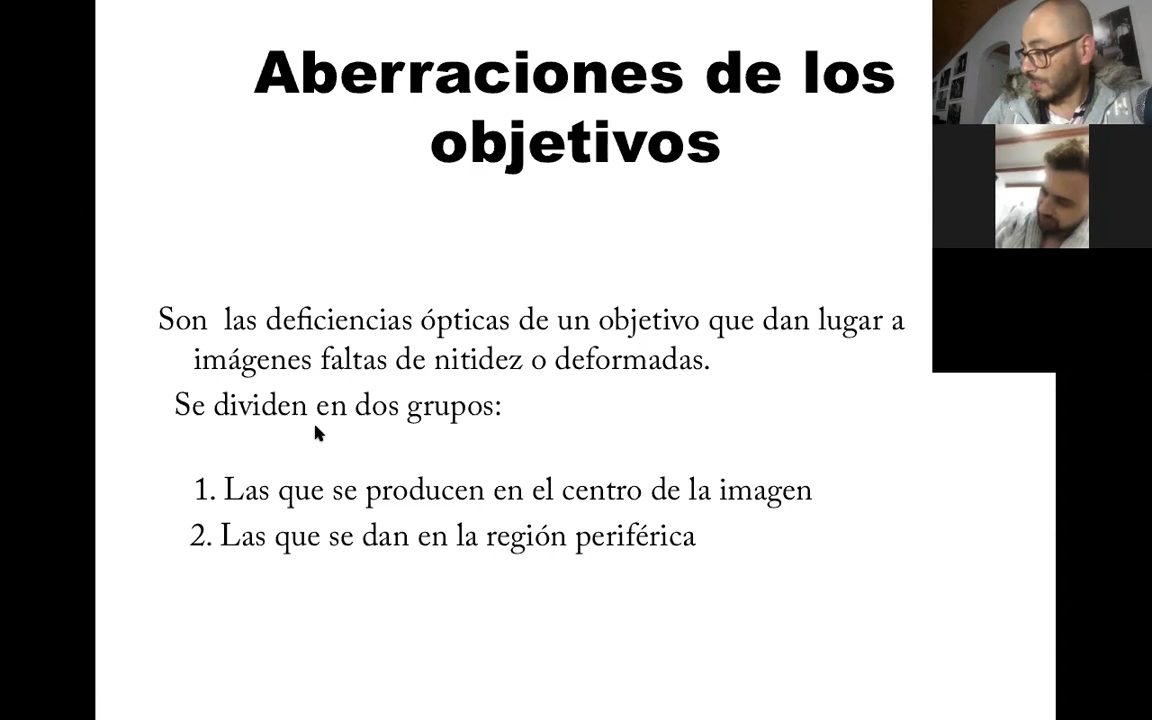 Aberraciones de los
objetivos
Son las deficiencias ópticas de un objetivo que dan lugar a
imágenes faltas de nitidez o deformadas.
Se dividen en dos grupos:
1. Las que se producen en el centro de la imagen
2. Las que se dan en la región periférica